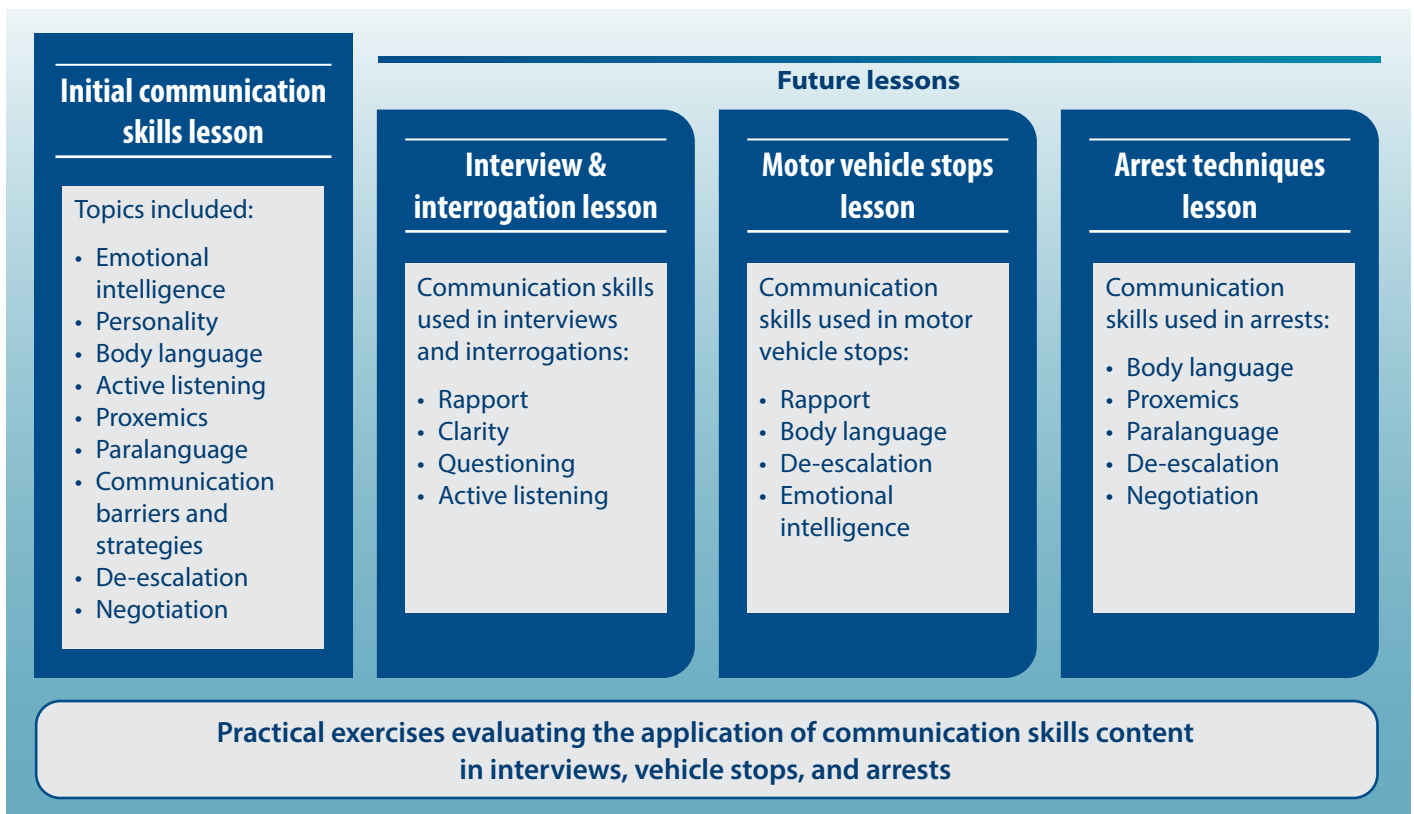 Initial communication
skills lesson
Topics included:
• Emotional
intelligence
• Personality
• Body language
• Active listening
• Proxemics
• Paralanguage
• Communication
barriers and
strategies
• De-escalation
• Negotiation
Future lessons
Interview &
interrogation lesson
Communication skills
used in interviews
and interrogations:
• Rapport
• Clarity
• Questioning
• Active listening
Motor vehicle stops
lesson
Communication
skills used in motor
vehicle stops:
• Rapport
• Body language
• De-escalation
• Emotional
intelligence
Arrest techniques
lesson
Communication
skills used in arrests:
• Body language
• Proxemics
• Paralanguage
• De-escalation
• Negotiation
Practical exercises evaluating the application of communication skills content
in interviews, vehicle stops, and arrests